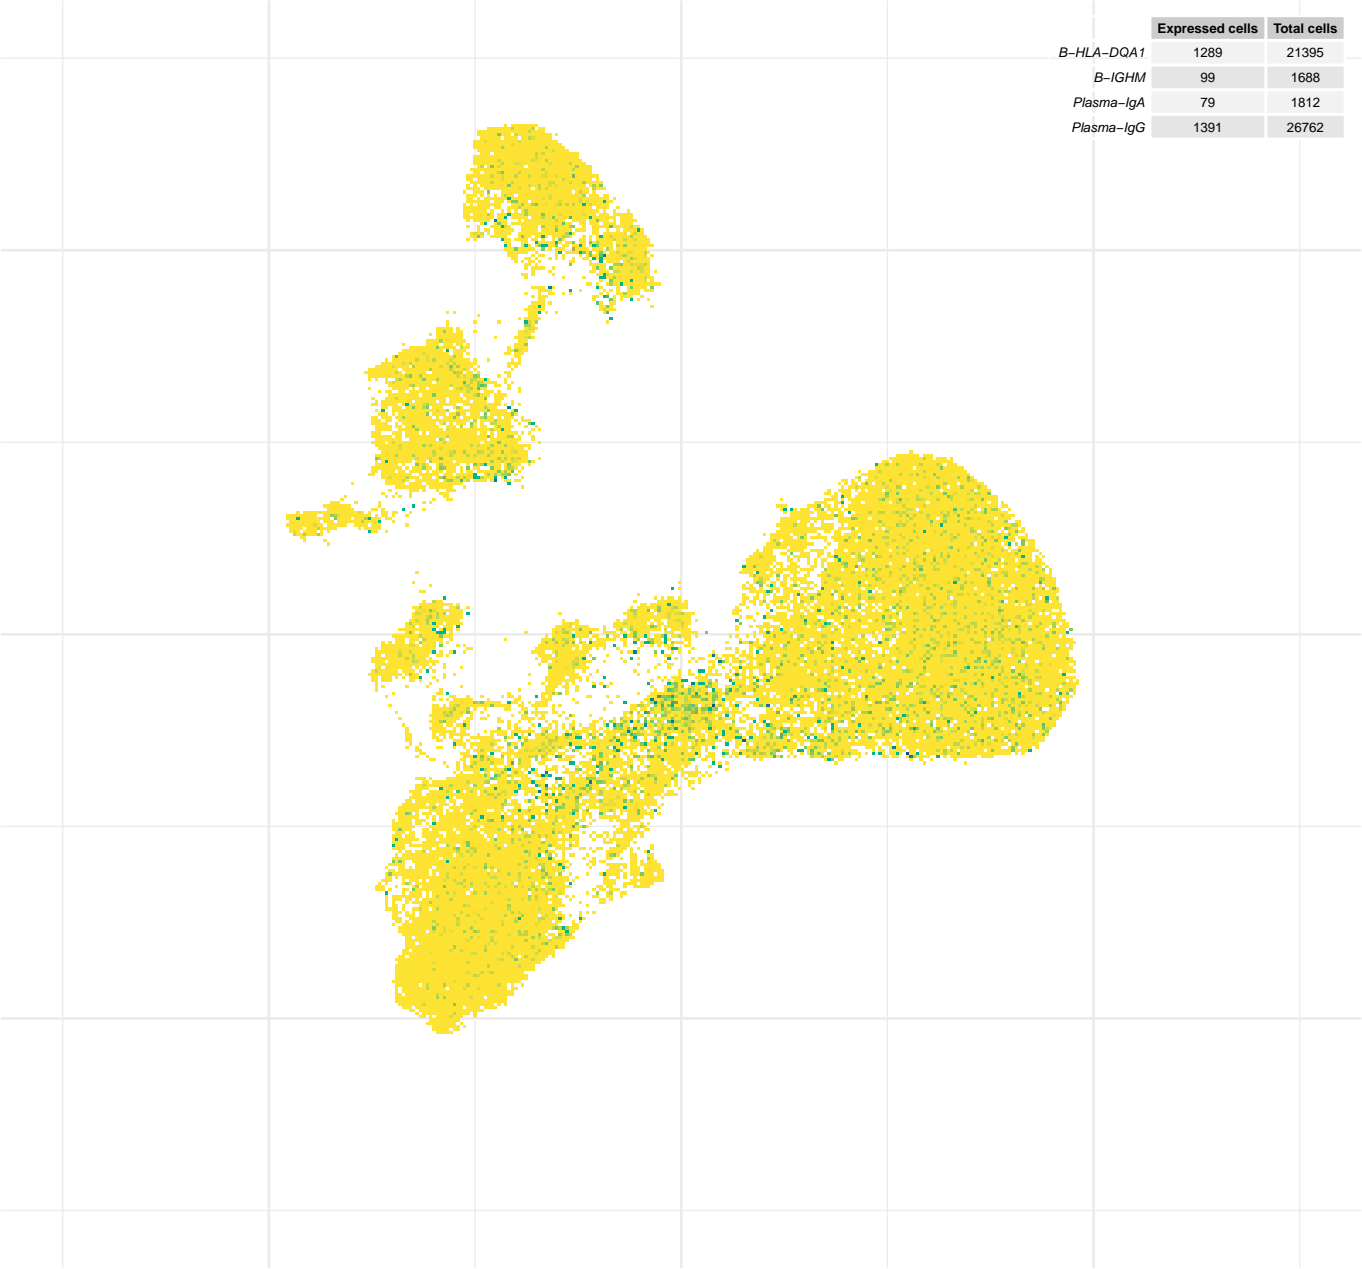 Expressed cells Total cells
B−HLA−DQA1 1289 21395
B−IGHM 99 1688
Plasma−IgA 79 1812
Plasma−IgG 1391 26762